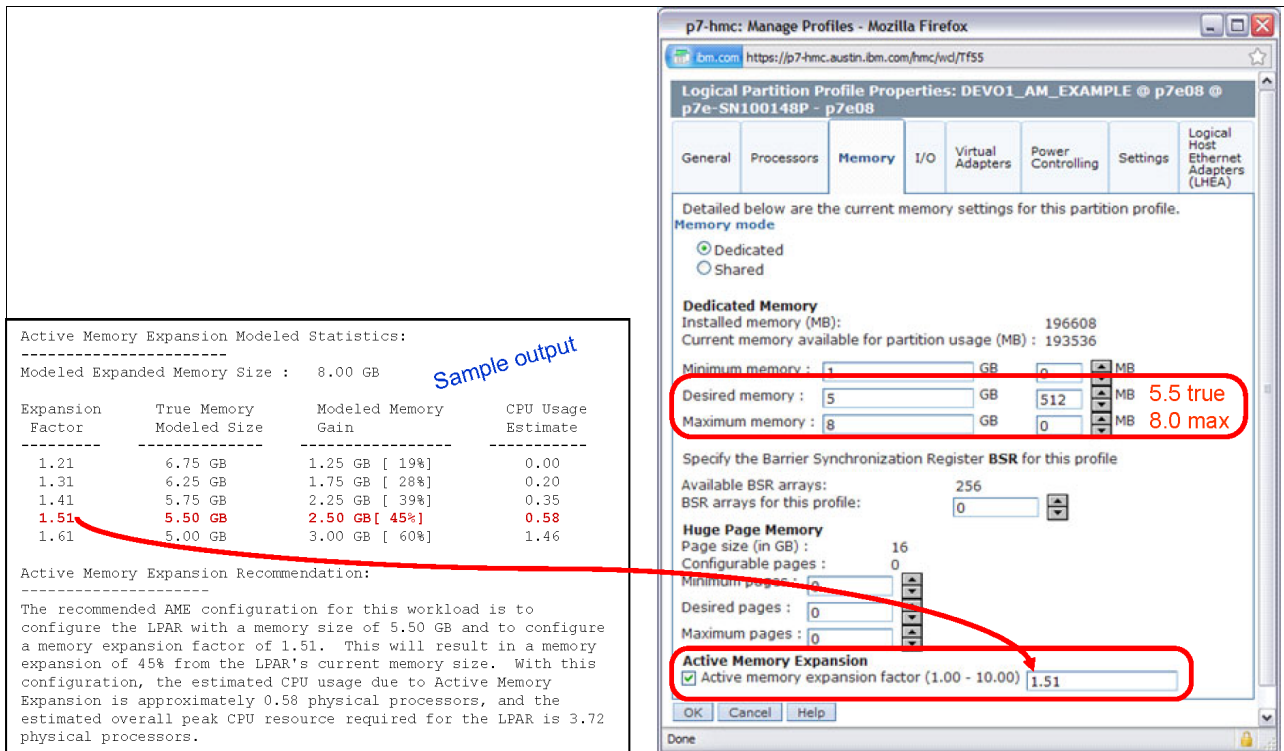 Active Memory Expansion Modeled Statistics:
-----------------------
Modeled Expanded Memory Size :   8.00 GB
Sample output
Expansion   True Memory   Modeled Memory   CPU Usage
Factor   Modeled Size   Gain   Estimate
---------   --------------   -----------------   -----------
1.21   6.75 GB   1.25 GB [ 19%]   0.00
1.31   6.25 GB   1.75 GB [ 28%]   0.20
1.41   5.75 GB   2.25 GB [ 39%]   0.35
1.51   5.50 GB   2.50 GB[ 45%]   0.58
1.61   5.00 GB   3.00 GB [ 60%]   1.46
Active Memory Expansion Recommendation:
---------------------
The recommended AME configuration for this workload is to
configure the LPAR with a memory size of 5.50 GB and to configure
a memory expansion factor of 1.51.  This will result in a memory
expansion of 45% from the LPAR's current memory size.  With this
configuration, the estimated CPU usage due to Active Memory
Expansion is approximately 0.58 physical processors, and the
estimated overall peak CPU resource required for the LPAR is 3.72
physical processors.
p7-hmc: Manage Profiles - Mozilla Firefox
ibm.com https://p7-hmc.austin.ibm.com/hmc/wcl/Tf55
Logical Partition Profile Properties: DEVO1_AM_EXAMPLE @ p7e08 @
p7e-SN100148P - p7e08
General
Processors
Memory
I/O
Virtual
Adapters
Power
Controlling
Settings
Logical
Host
Ethernet
Adapters
(LHEA)
Detailed below are the current memory settings for this partition profile.
Memory mode
Dedicated
Shared
Dedicated Memory
Installed memory (MB): 196608
Current memory available for partition usage (MB) : 193536
Minimum memory : 1 GB 0 MB
Desired memory : 5 GB 512 MB 5.5 true
Maximum memory : 8 GB 0 MB 8.0 max
Specify the Barrier Synchronization Register BSR for this profile
Available BSR arrays: 256
BSR arrays for this profile: 0
Huge Page Memory
Page size (in GB) : 16
Configurable pages : 0
Minimum pages : 0
Desired pages : 0
Maximum pages : 0
Active Memory Expansion
Active memory expansion factor (1.00 - 10.00) 1.51
OK Cancel Help
Done